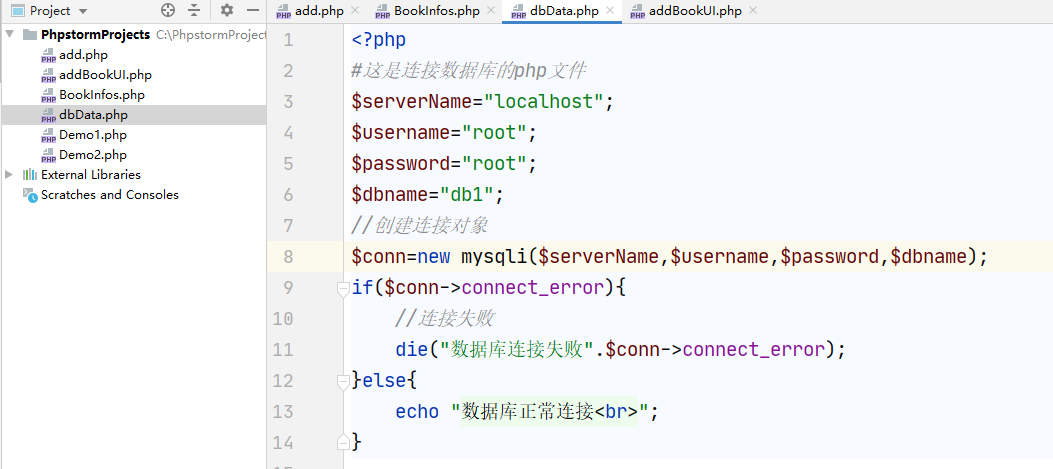 Project
add.php
BookInfos.php
dbData.php
addBookUI.php
PhpstormProjects C:\PhpstormProject
add.php
addBookUI.php
BookInfos.php
dbData.php
Demo1.php
Demo2.php
External Libraries
Scratches and Consoles
1 <?php
2 #这是连接数据库的php文件
3 $serverName="localhost";
4 $username="root";
5 $password="root";
6 $dbname="db1";
7 //创建连接对象
8 $conn=new mysqli($serverName,$username,$password,$dbname);
9 if($conn->connect_error){
10 //连接失败
11 die("数据库连接失败".$conn->connect_error);
12 }else{
13 echo "数据库正常连接<br>";
14 }